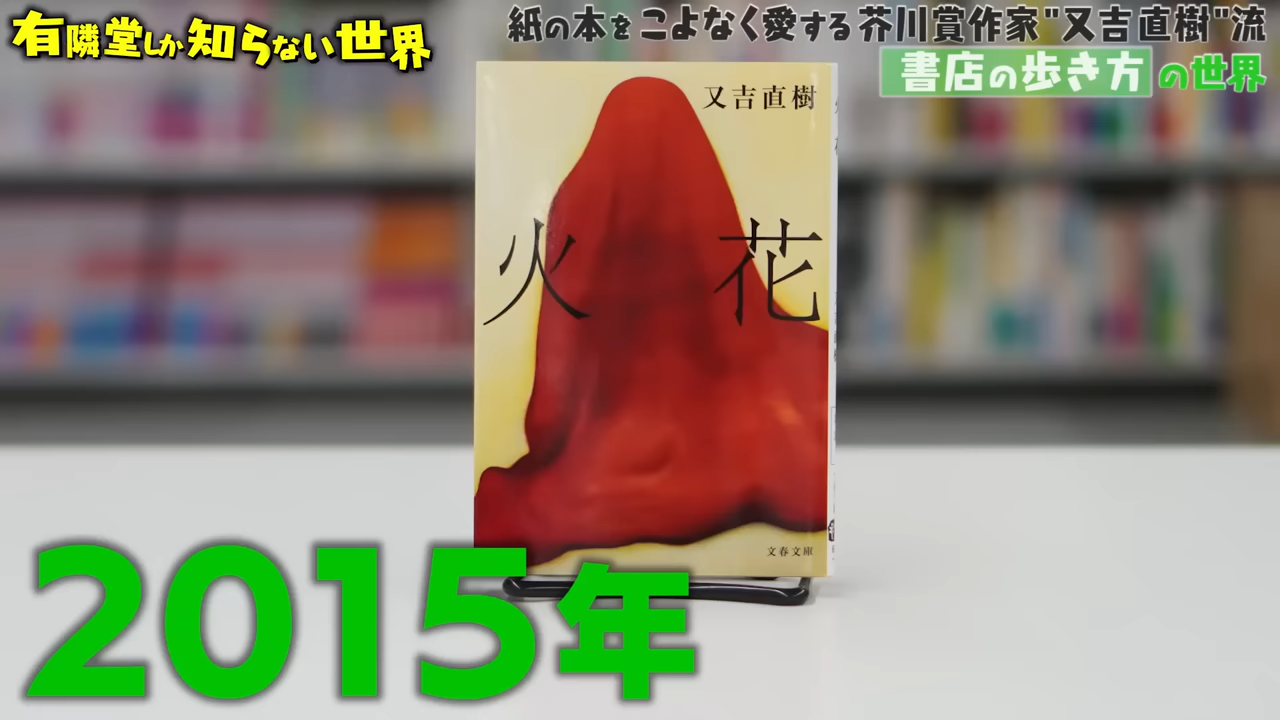 有隣堂しか知らない世界
紙の本をこよなく愛する芥川賞作家"又吉直樹"流
書店の歩き方の世界
又吉直樹
火花
文春文庫
2015年